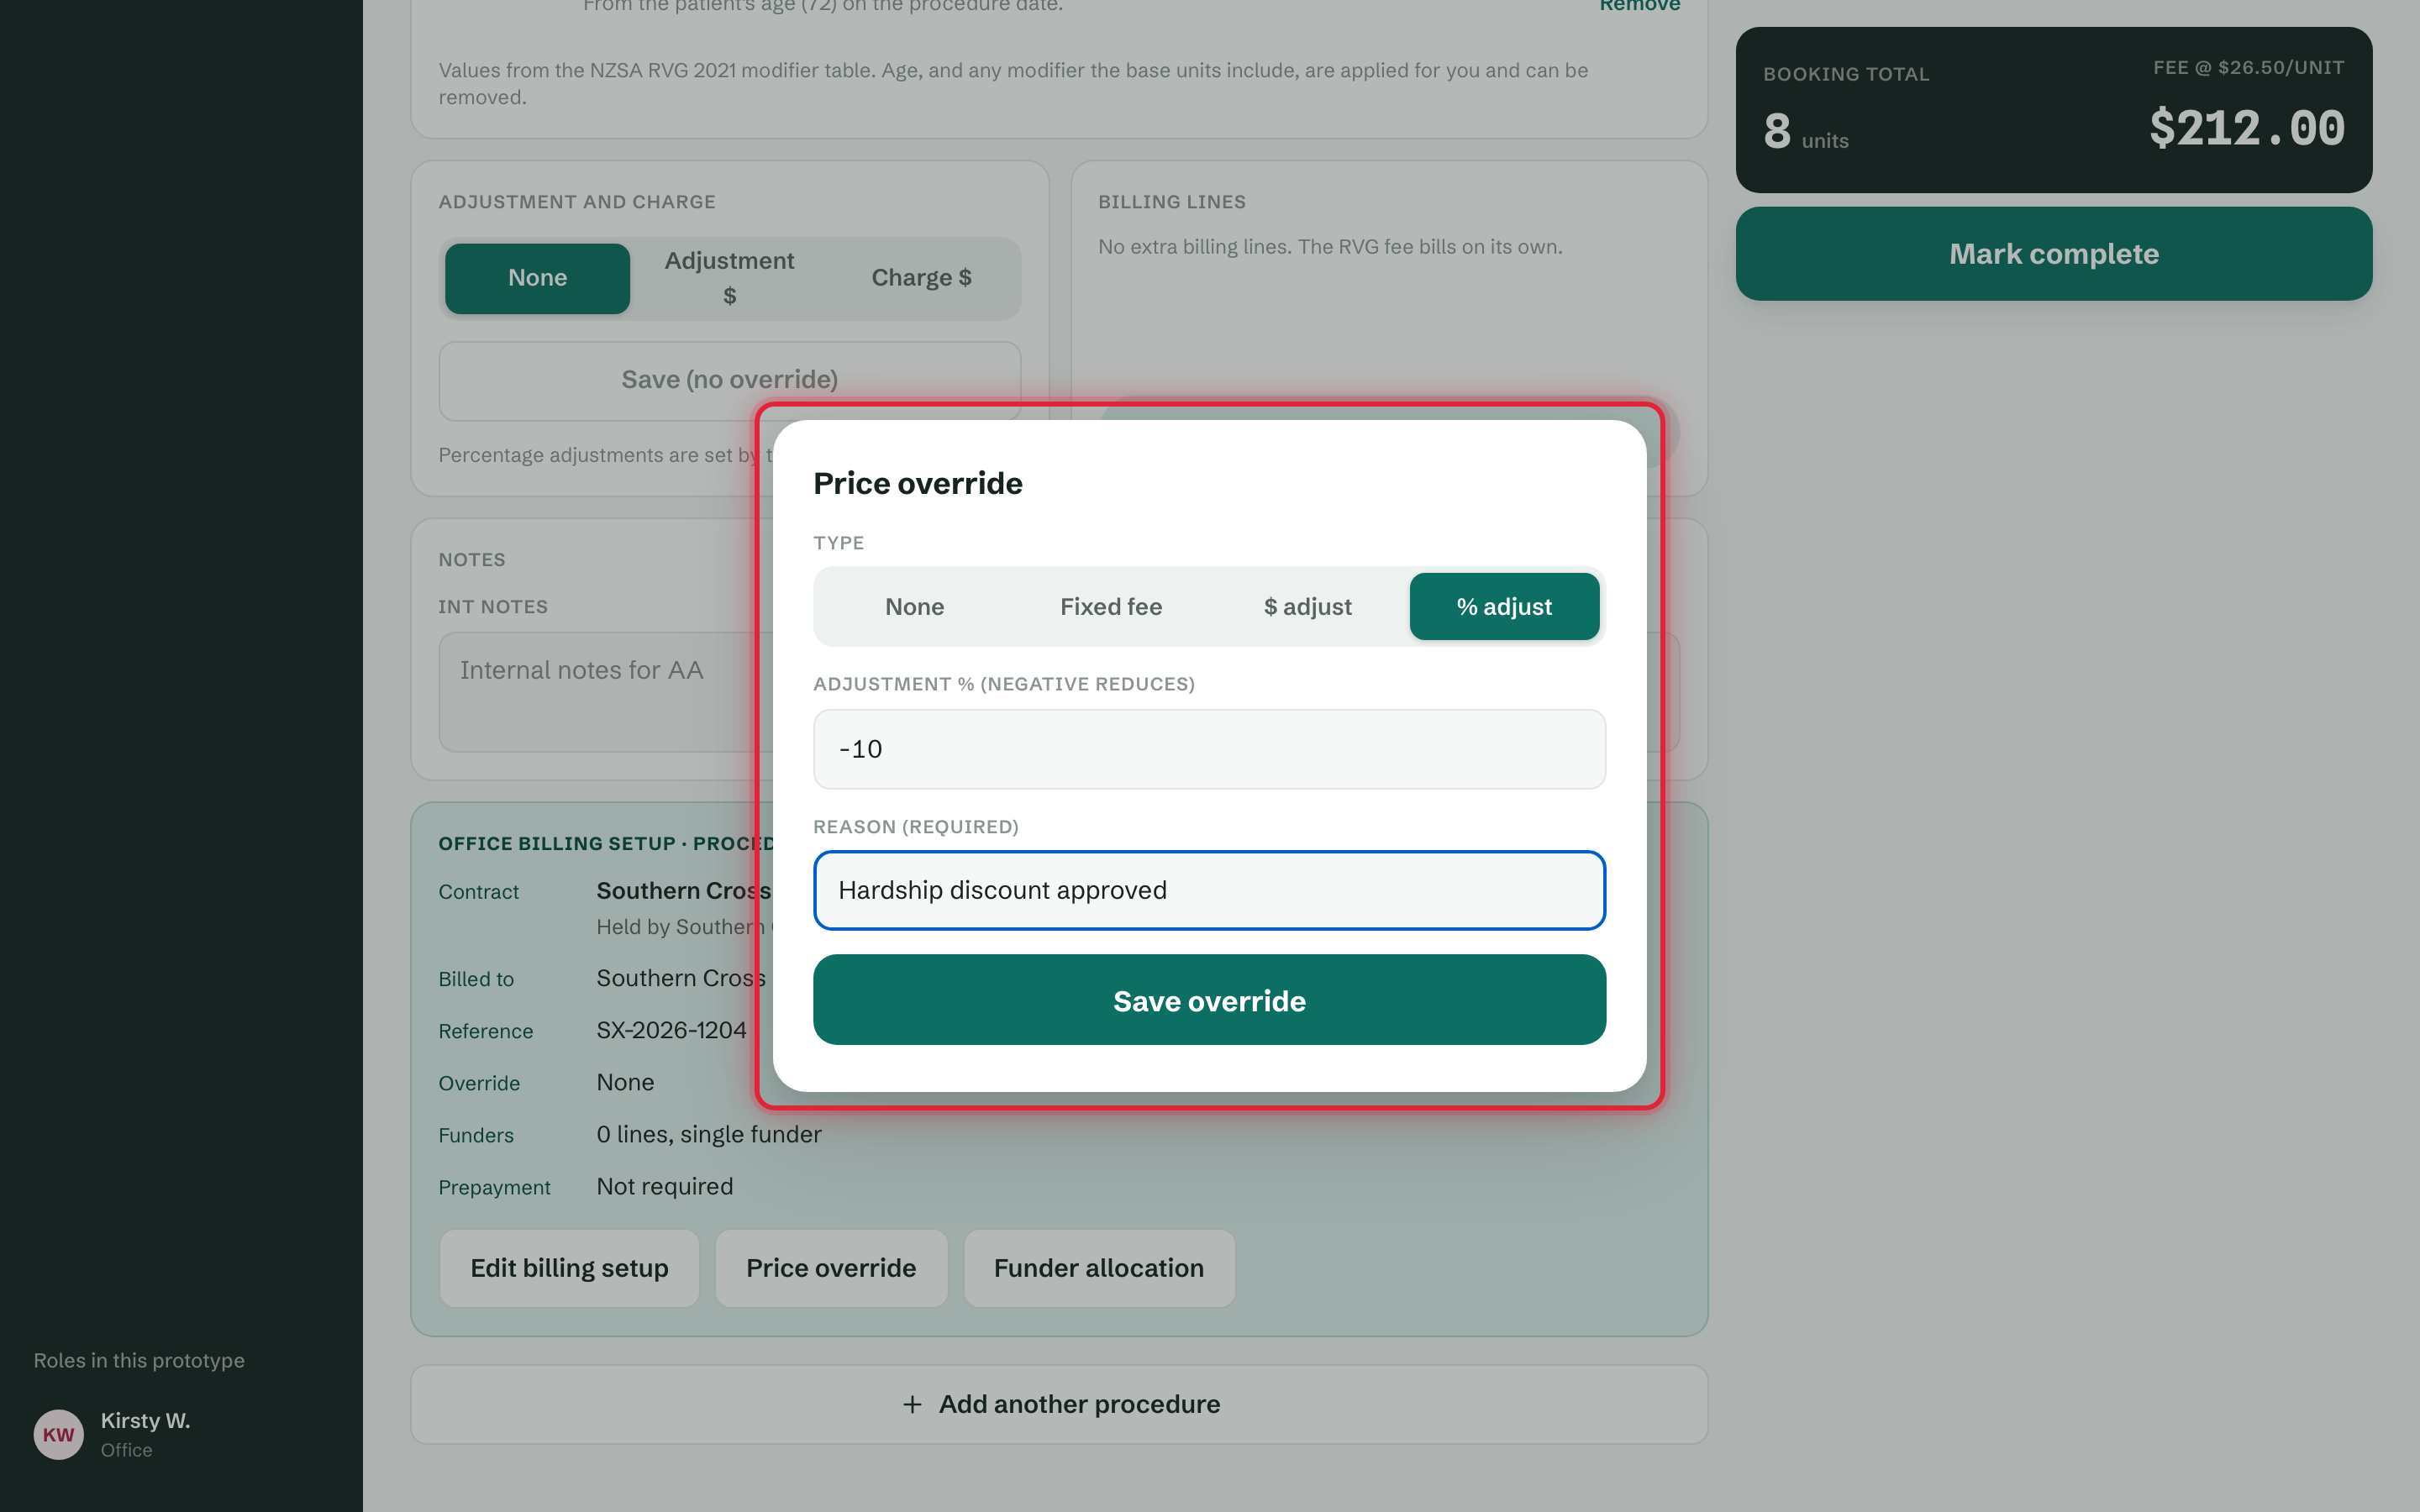 From the patient's age (72) on the procedure date.
Remove
Values from the NZSA RVG 2021 modifier table. Age, and any modifier the base units include, are applied for you and can be
removed.
BOOKING TOTAL
FEE @ $26.50/UNIT
8 units
$212.00
Mark complete
ADJUSTMENT AND CHARGE
None
Adjustment
$
Charge $
Save (no override)
Percentage adjustments are set by t
BILLING LINES
No extra billing lines. The RVG fee bills on its own.
NOTES
INT NOTES
Internal notes for AA
Price override
TYPE
None
Fixed fee
$ adjust
% adjust
ADJUSTMENT % (NEGATIVE REDUCES)
-10
REASON (REQUIRED)
Hardship discount approved
Save override
OFFICE BILLING SETUP · PROCED
Contract
Southern Cross
Held by Southern
Billed to
Southern Cross
Reference
SX-2026-1204
Override
None
Funders
0 lines, single funder
Prepayment
Not required
Edit billing setup
Price override
Funder allocation
+ Add another procedure
Roles in this prototype
KW
Kirsty W.
Office